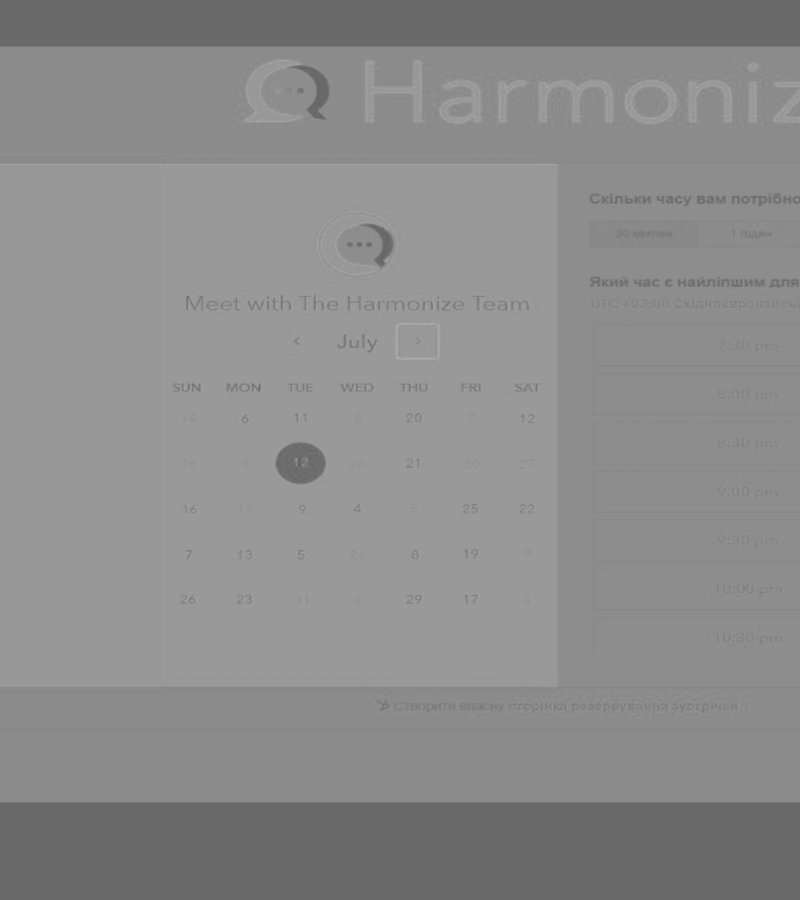 Harmoniz
Meet with The Harmonize Team
July
SUN MON TUE WED THU FRI SAT
14 6 11 20 7 12
16 9 12 28 21 30 27
16 15 9 4 5 25 22
7 13 5 26 8 19 9
26 23 31 4 29 17 4
Скільки часу вам потрібно
30 хвилин 1 годин
Який час є найліпшим для
UTC +03:00 Східноєвропейськ
7:30 pm
8:00 pm
8:30 pm
9:00 pm
9:30 pm
10:00 pm
10:30 pm
Створити власну сторінко резервування зустрічей